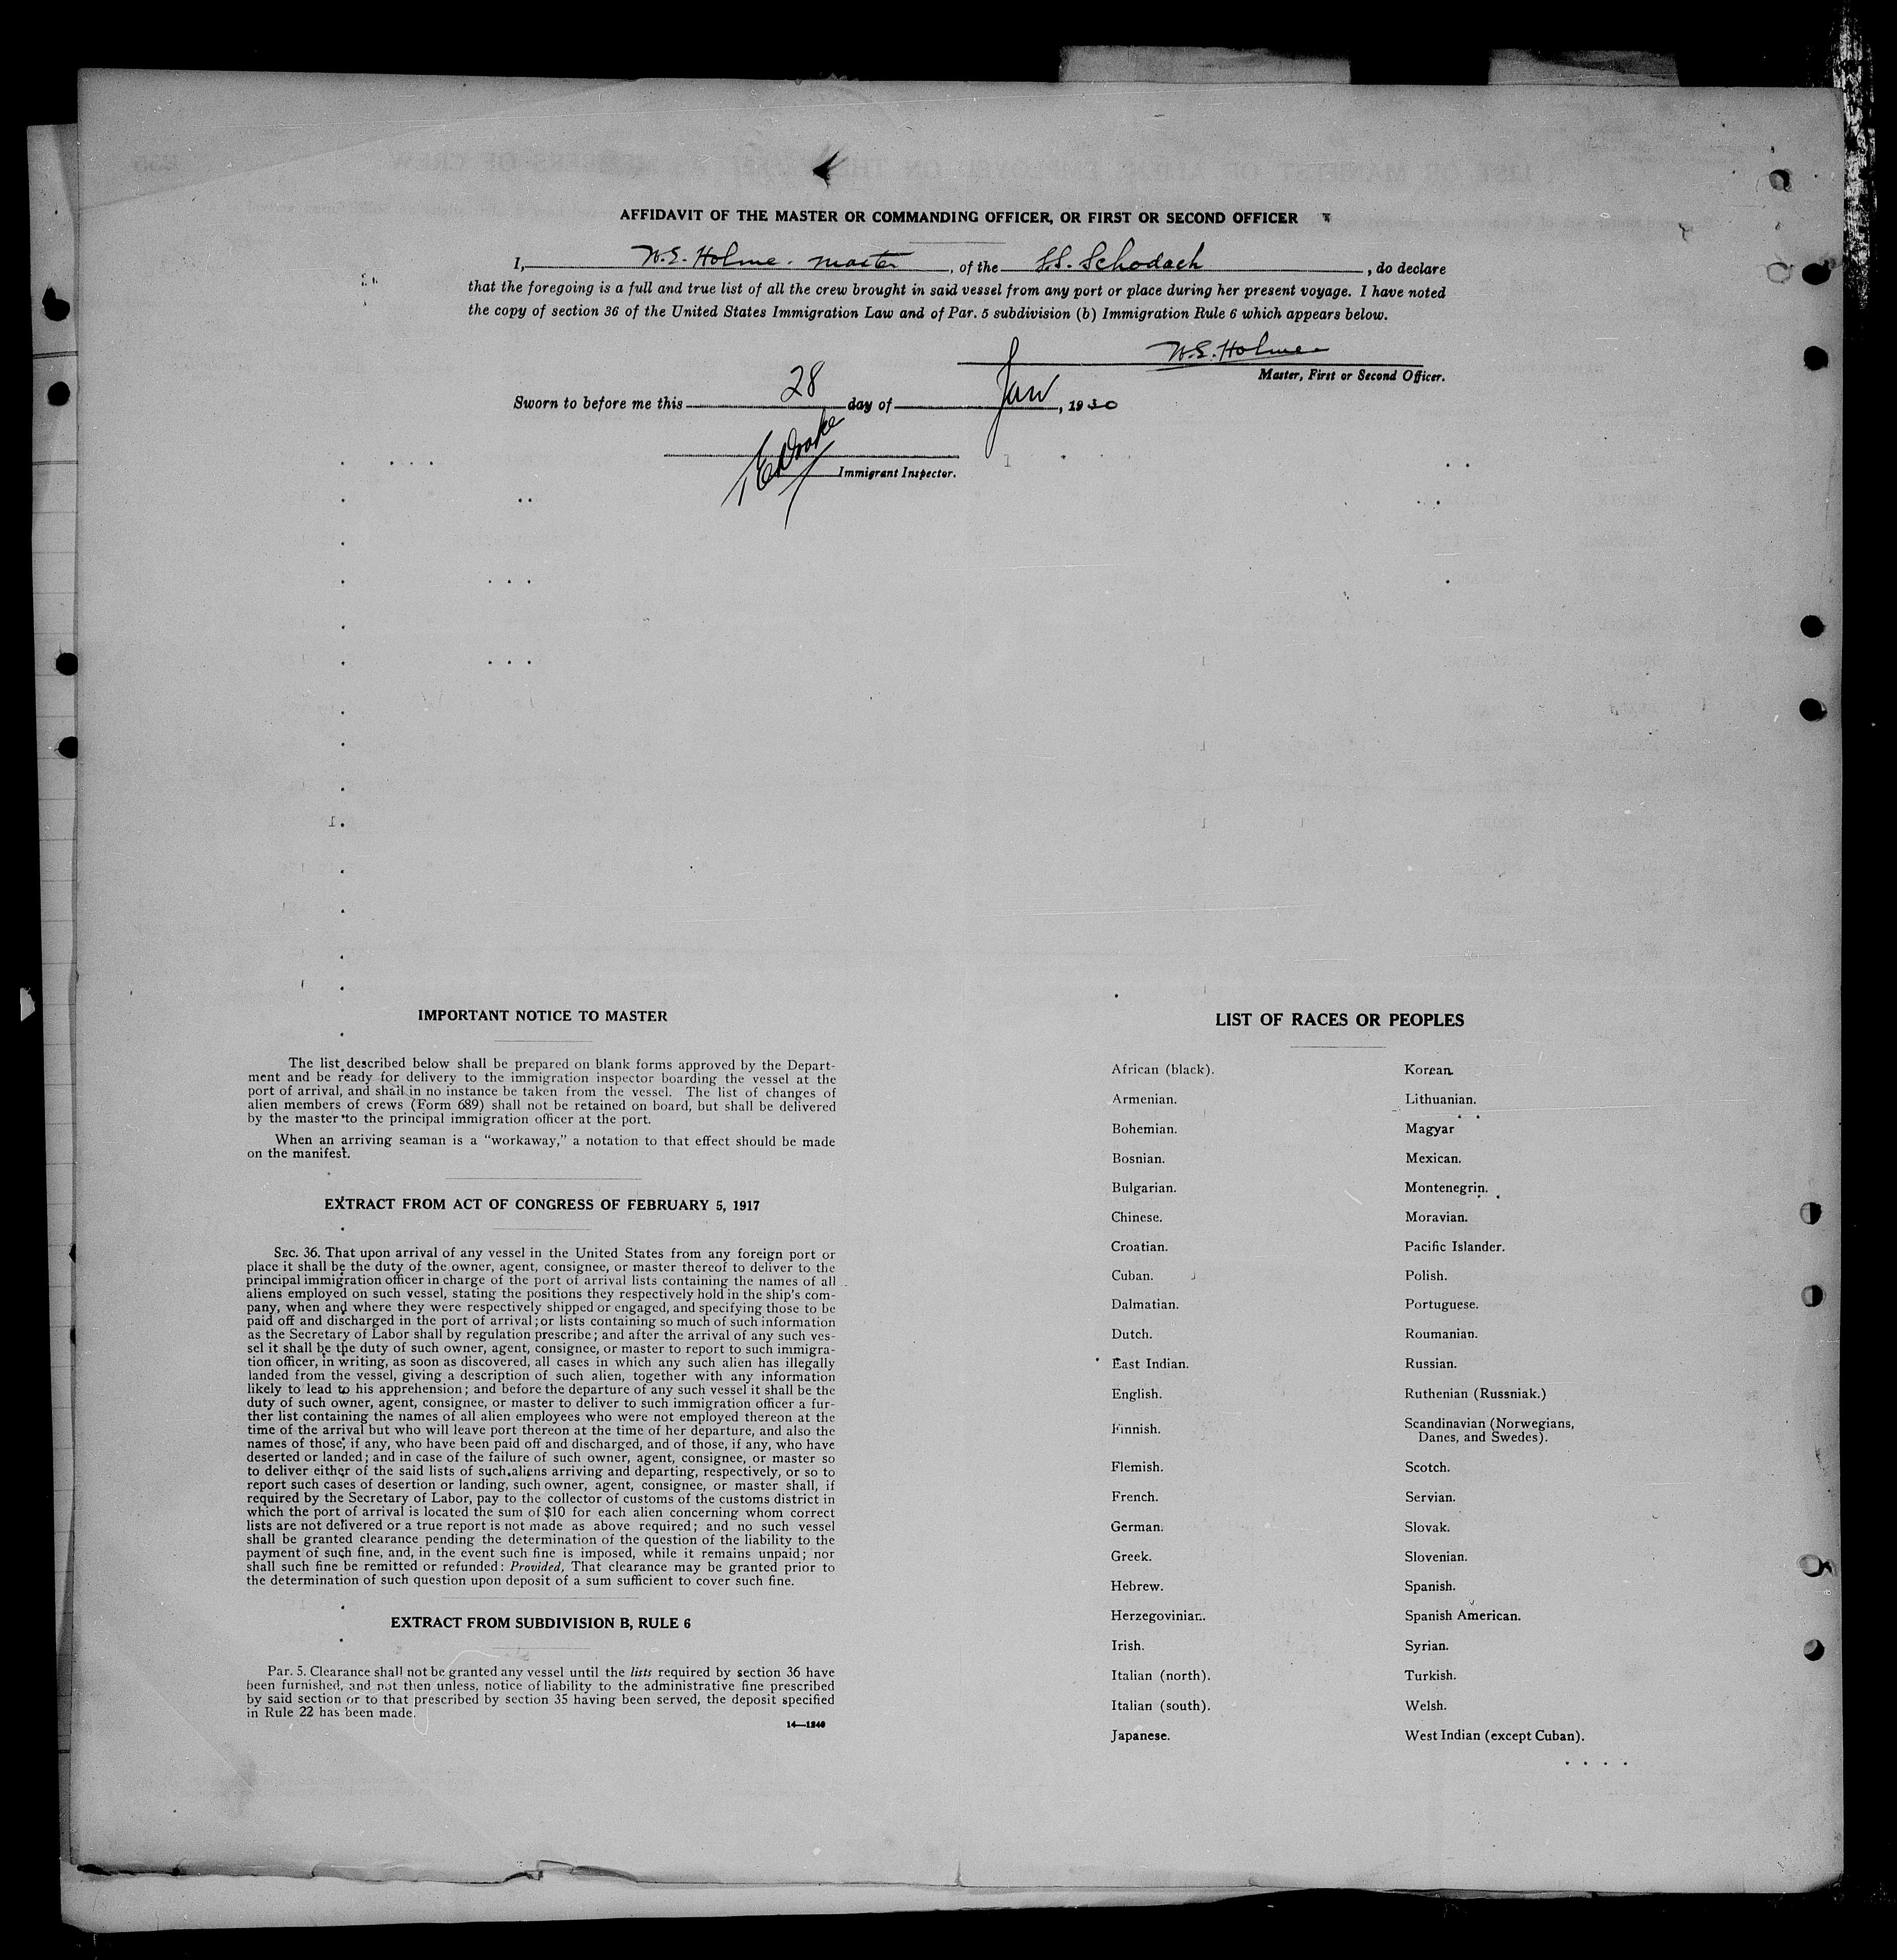 AFFIDAVIT OF THE MASTER OR COMMANDING OFFICER, OR FIRST OR SECOND OFFICER
I, W.E. Holme. master, of the S.S. Schodack, do declare
that the foregoing is a full and true list of all the crew brought in said vessel from any port or place during her present voyage. I have noted
the copy of section 36 of the United States Immigration Law and of Par. 5 subdivision (b) Immigration Rule 6 which appears below.
W.E. Holme
Master, First or Second Officer.
Sworn to before me this 28 day of Jan, 1930
Immigrant Inspector.
IMPORTANT NOTICE TO MASTER
The list described below shall be prepared on blank forms approved by the Depart-
ment and be ready for delivery to the immigration inspector boarding the vessel at the
port of arrival, and shall in no instance be taken from the vessel. The list of changes of
alien members of crews (Form 689) shall not be retained on board, but shall be delivered
by the master to the principal immigration officer at the port.
When an arriving seaman is a “workaway,” a notation to that effect should be made
on the manifest.
EXTRACT FROM ACT OF CONGRESS OF FEBRUARY 5, 1917
SEC. 36. That upon arrival of any vessel in the United States from any foreign port or
place it shall be the duty of the owner, agent, consignee, or master thereof to deliver to the
principal immigration officer in charge of the port of arrival lists containing the names of all
aliens employed on such vessel, stating the positions they respectively hold in the ship's com-
pany, when and where they were respectively shipped or engaged, and specifying those to be
paid off and discharged in the port of arrival; or lists containing so much of such information
as the Secretary of Labor shall by regulation prescribe; and after the arrival of any such ves-
sel it shall be the duty of such owner, agent, consignee, or master to report to such immigra-
tion officer, in writing, as soon as discovered, all cases in which any such alien has illegally
landed from the vessel, giving a description of such alien, together with any information
likely to lead to his apprehension; and before the departure of any such vessel it shall be the
duty of such owner, agent, consignee, or master to deliver to such immigration officer a fur-
ther list containing the names of all alien employees who were not employed thereon at the
time of the arrival but who will leave port thereon at the time of her departure, and also the
names of those, if any, who have been paid off and discharged, and of those, if any, who have
deserted or landed; and in case of the failure of such owner, agent, consignee, or master so
to deliver either of the said lists of such aliens arriving and departing, respectively, or so to
report such cases of desertion or landing, such owner, agent, consignee, or master shall, if
required by the Secretary of Labor, pay to the collector of customs of the customs district in
which the port of arrival is located the sum of $10 for each alien concerning whom correct
lists are not delivered or a true report is not made as above required; and no such vessel
shall be granted clearance pending the determination of the question of the liability to the
payment of such fine, and, in the event such fine is imposed, while it remains unpaid; nor
shall such fine be remitted or refunded: Provided, That clearance may be granted prior to
the determination of such question upon deposit of a sum sufficient to cover such fine.
EXTRACT FROM SUBDIVISION B, RULE 6
Par. 5. Clearance shall not be granted any vessel until the lists required by section 36 have
been furnished, and not then unless, notice of liability to the administrative fine prescribed
by said section or to that prescribed by section 35 having been served, the deposit specified
in Rule 22 has been made.
14—1240
LIST OF RACES OR PEOPLES
African (black).
Armenian.
Bohemian.
Bosnian.
Bulgarian.
Chinese.
Croatian.
Cuban.
Dalmatian.
Dutch.
East Indian.
English.
Finnish.
Flemish.
French.
German.
Greek.
Hebrew.
Herzegovinian.
Irish.
Italian (north).
Italian (south).
Japanese.
Korean.
Lithuanian.
Magyar
Mexican.
Montenegrin.
Moravian.
Pacific Islander.
Polish.
Portuguese.
Roumanian.
Russian.
Ruthenian (Russniak.)
Scandinavian (Norwegians,
Danes, and Swedes).
Scotch.
Servian.
Slovak.
Slovenian.
Spanish.
Spanish American.
Syrian.
Turkish.
Welsh.
West Indian (except Cuban).